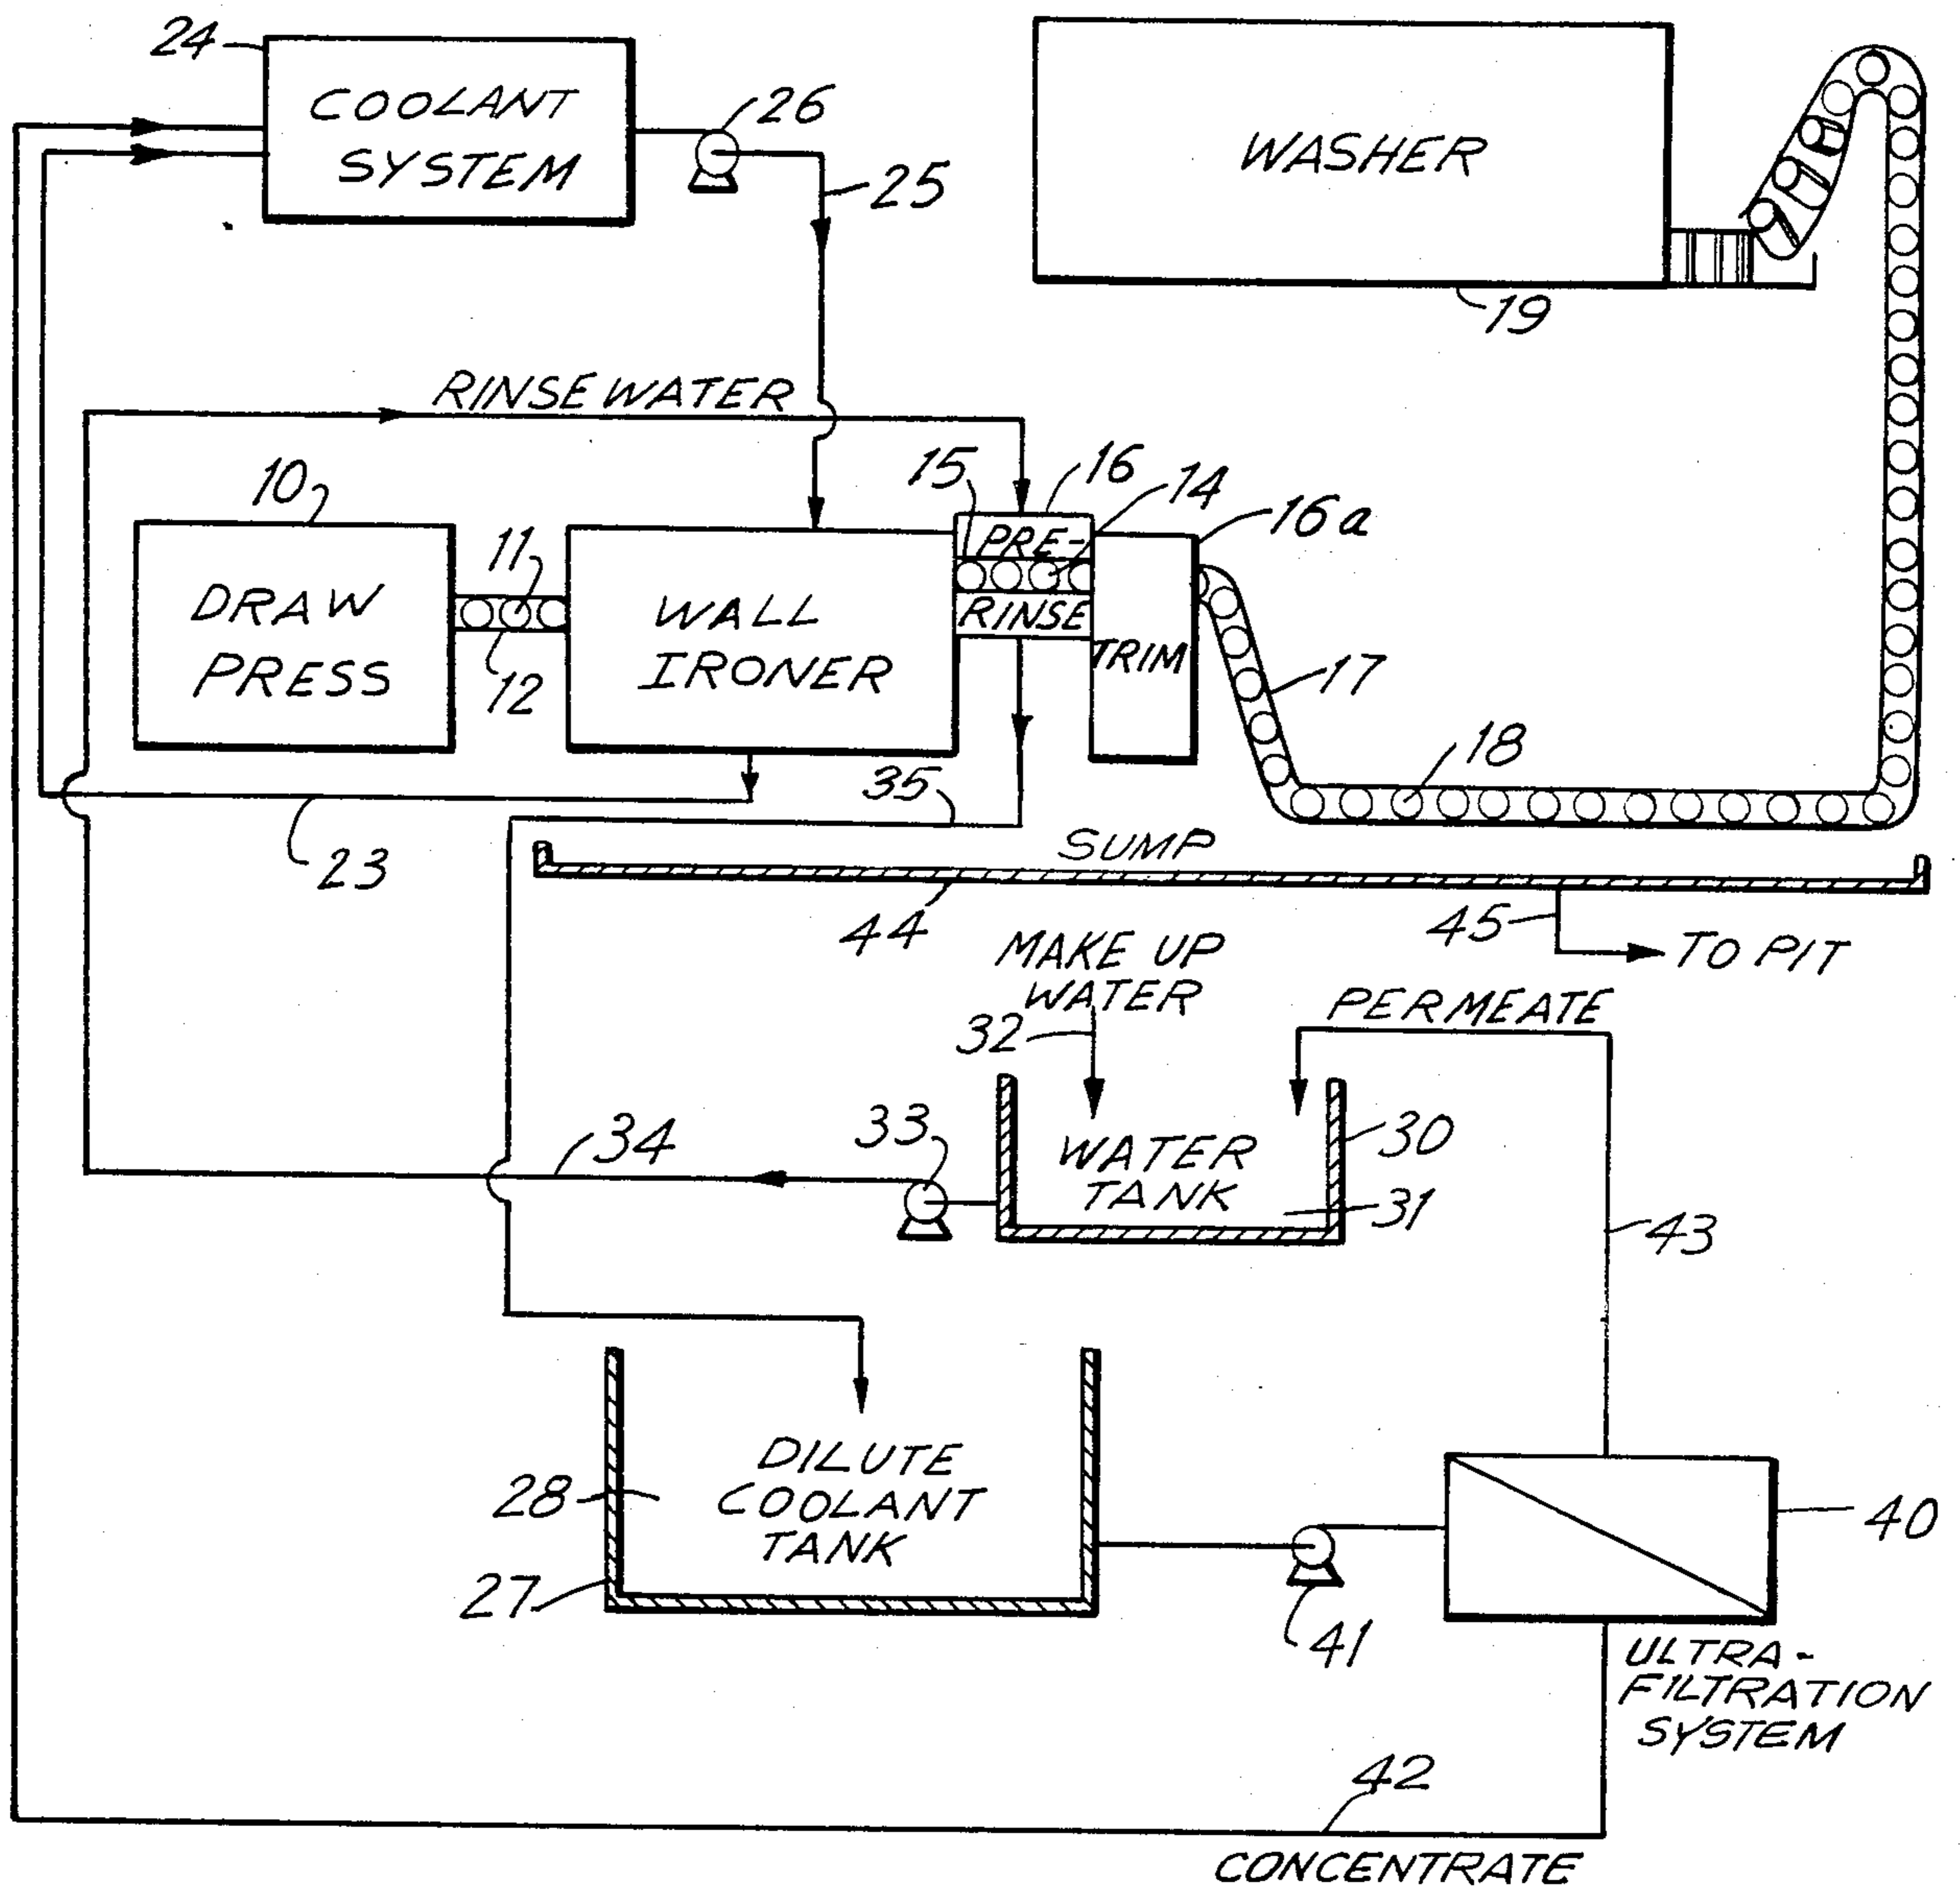 24
COOLANT
SYSTEM
26
25
WASHER
19
RINSE WATER
10
11
12
15
16
14
16a
DRAW
PRESS
WALL
IRONER
PRE-
RINSE
TRIM
17
18
35
23
SUMP
44
45
TO PIT
MAKE UP
WATER
32
PERMEATE
33
34
WATER
TANK
30
31
43
28
DILUTE
COOLANT
TANK
27
41
40
ULTRA-
FILTRATION
SYSTEM
42
CONCENTRATE